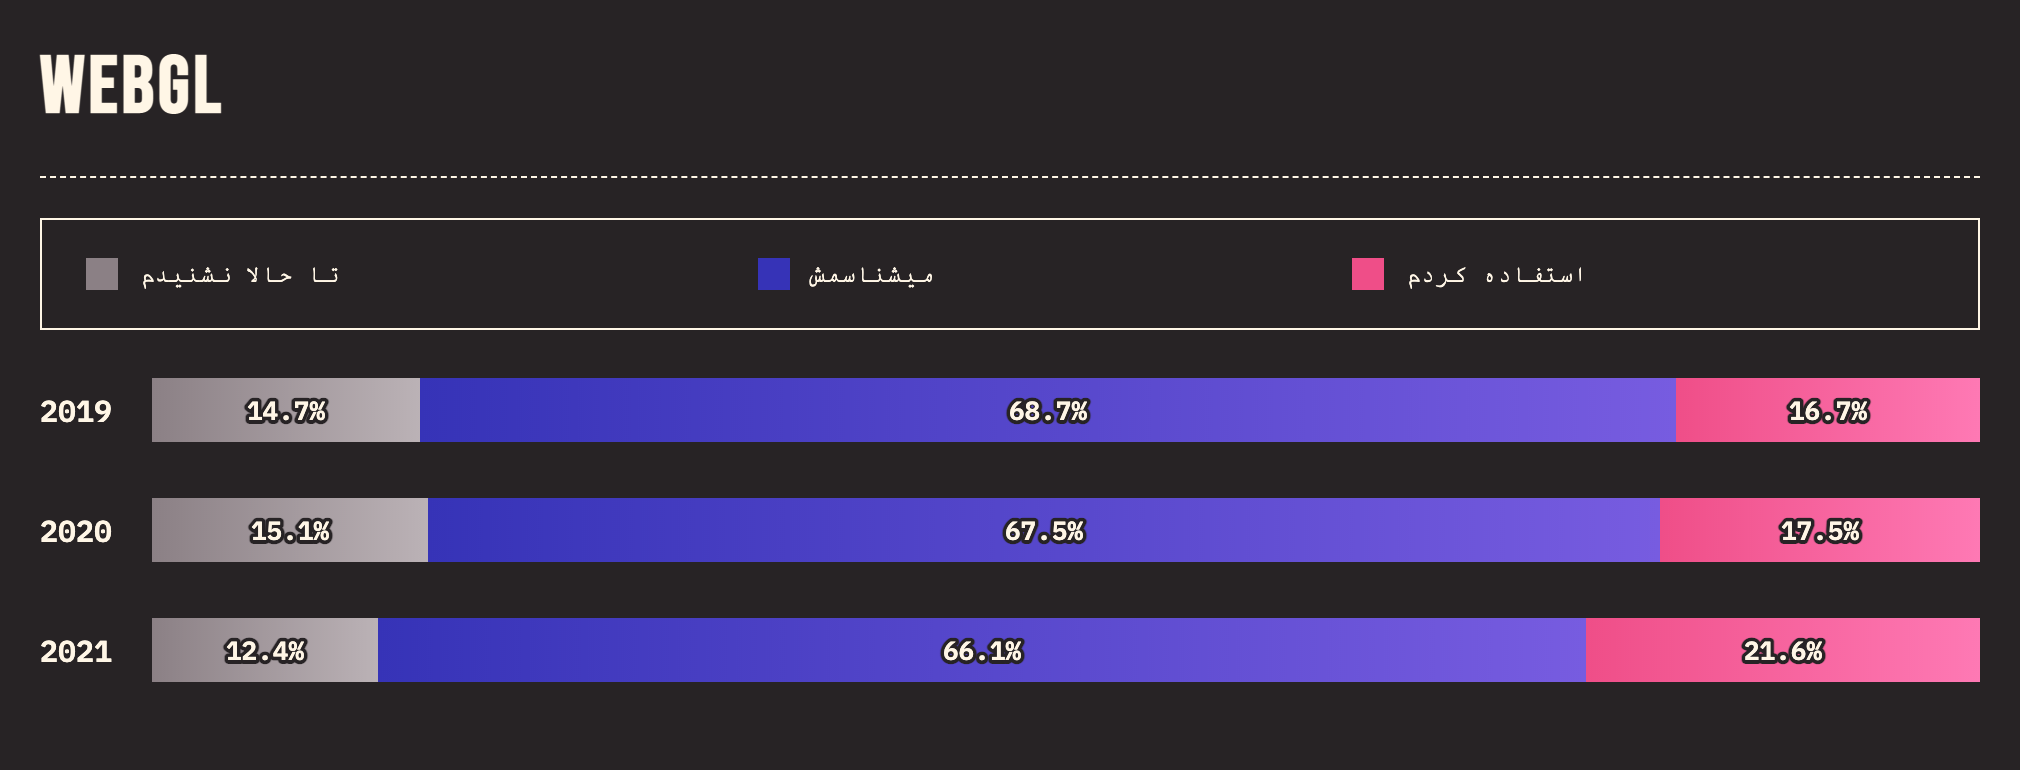 WEBGL
تا حالا نشنیدم میشناسمش استفاده کردم
2019 14.7% 68.7% 16.7%
2020 15.1% 67.5% 17.5%
2021 12.4% 66.1% 21.6%